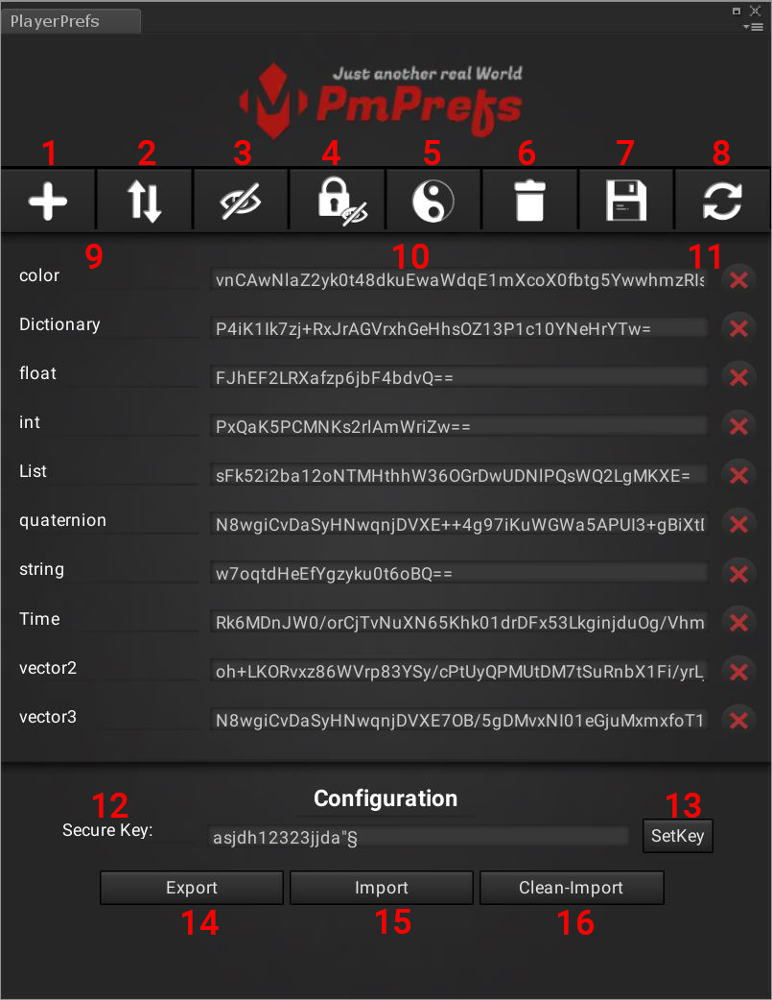 PlayerPrefs
Just another real World
PmPrefs
1 2 3 4 5 6 7 8
9 10 11
color vnCAwNlaZ2yk0t48dkuEwaWdqE1mXcoX0fbtg5YwwhmzRls
Dictionary P4iK1Ik7zj+RxJrAGVrxhGeHhsOZ13P1c10YNeHrYTw=
float FJhEF2LRXafzp6jbF4bdvQ==
int PxQaK5PCMNKs2rlAmWriZw==
List sFk52i2ba12oNTMHthhW36OGrDwUDNlPQsWQ2LgMKXE=
quaternion N8wgiCvDaSyHNwqnjDVXE++4g97iKuWGWa5APUI3+gBiXt
string w7oqtdHeEfYgzyku0t6oBQ==
Time Rk6MDnJW0/orCjTvNuXN65Khk01drDFx53LkginjduOg/Vhm
vector2 oh+LKORvxz86WVrp83YSy/cPtUyQPMUtDM7tSuRnbX1Fi/yrL
vector3 N8wgiCvDaSyHNwqnjDVXE7OB/5gDMvxNI01eGjuMxmxfoT1
Configuration
12 13
Secure Key: asjdh12323jjda"§ SetKey
Export Import Clean-Import
14 15 16